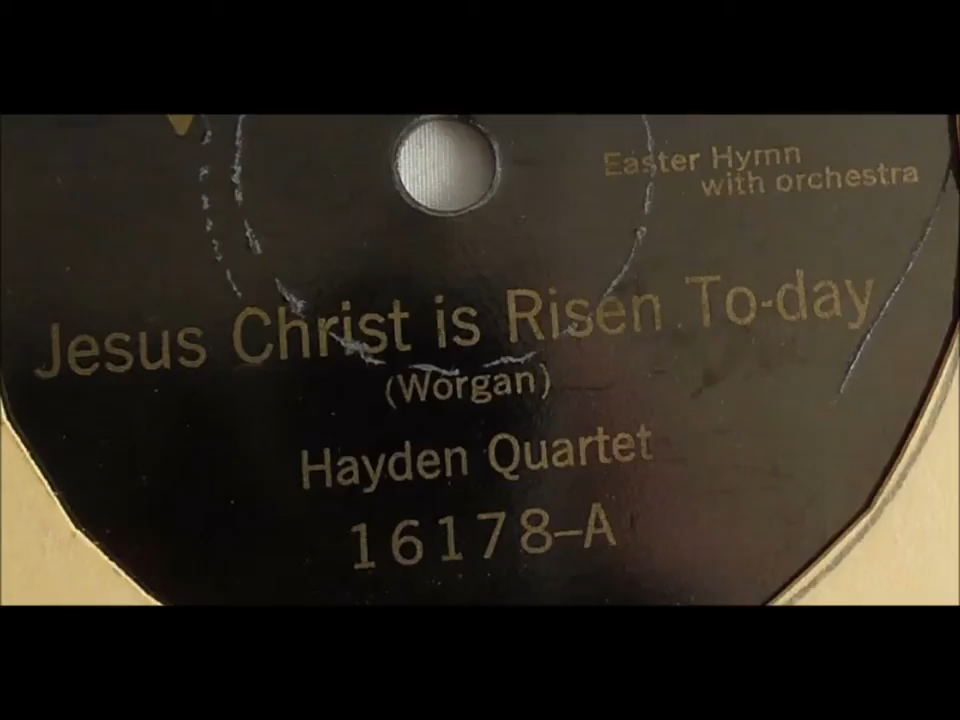 Easter Hymn
with orchestra
Jesus Christ is Risen To-day
(Worgan)
Hayden Quartet
16178-A